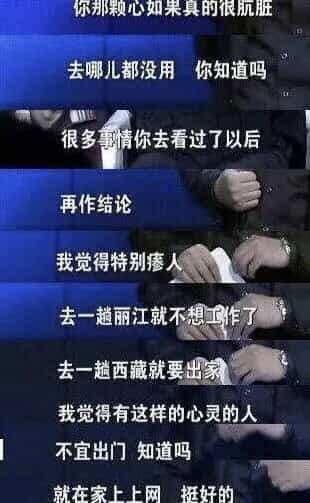 你那颗心如果真的很肮脏
去哪儿都没用 你知道吗
很多事情你去看过了以后
再作结论
我觉得特别瘆人
去一趟丽江就不想工作了
去一趟西藏就要出家
我觉得有这样的心灵的人
不宜出门 知道吗
就在家上上网 挺好的